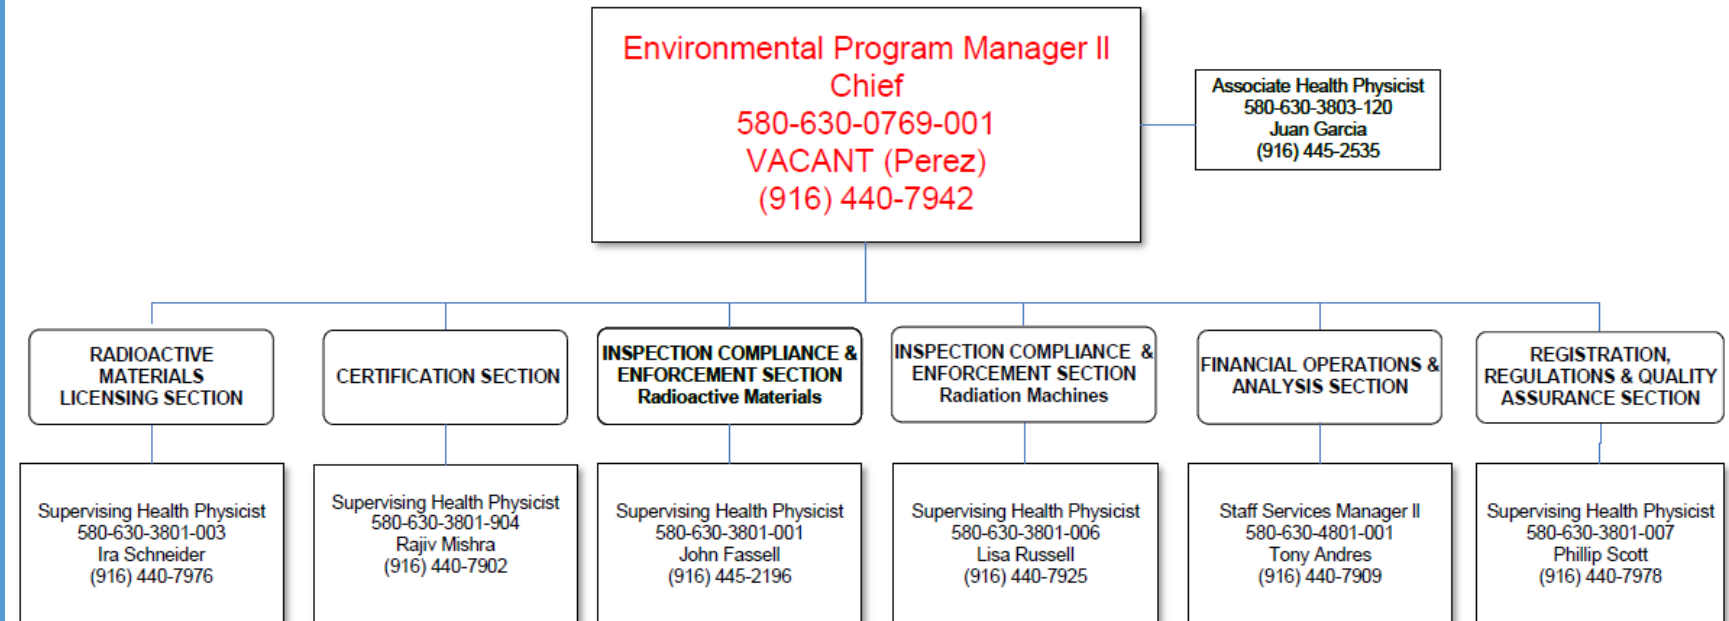 Environmental Program Manager II
Chief
580-630-0769-001
VACANT (Perez)
(916) 440-7942
Associate Health Physicist
580-630-3803-120
Juan Garcia
(916) 445-2535
RADIOACTIVE
MATERIALS
LICENSING SECTION
CERTIFICATION SECTION
INSPECTION COMPLIANCE &
ENFORCEMENT SECTION
Radioactive Materials
INSPECTION COMPLIANCE &
ENFORCEMENT SECTION
Radiation Machines
FINANCIAL OPERATIONS &
ANALYSIS SECTION
REGISTRATION,
REGULATIONS & QUALITY
ASSURANCE SECTION
Supervising Health Physicist
580-630-3801-003
Ira Schneider
(916) 440-7976
Supervising Health Physicist
580-630-3801-904
Rajiv Mishra
(916) 440-7902
Supervising Health Physicist
580-630-3801-001
John Fassell
(916) 445-2196
Supervising Health Physicist
580-630-3801-006
Lisa Russell
(916) 440-7925
Staff Services Manager II
580-630-4801-001
Tony Andres
(916) 440-7909
Supervising Health Physicist
580-630-3801-007
Phillip Scott
(916) 440-7978